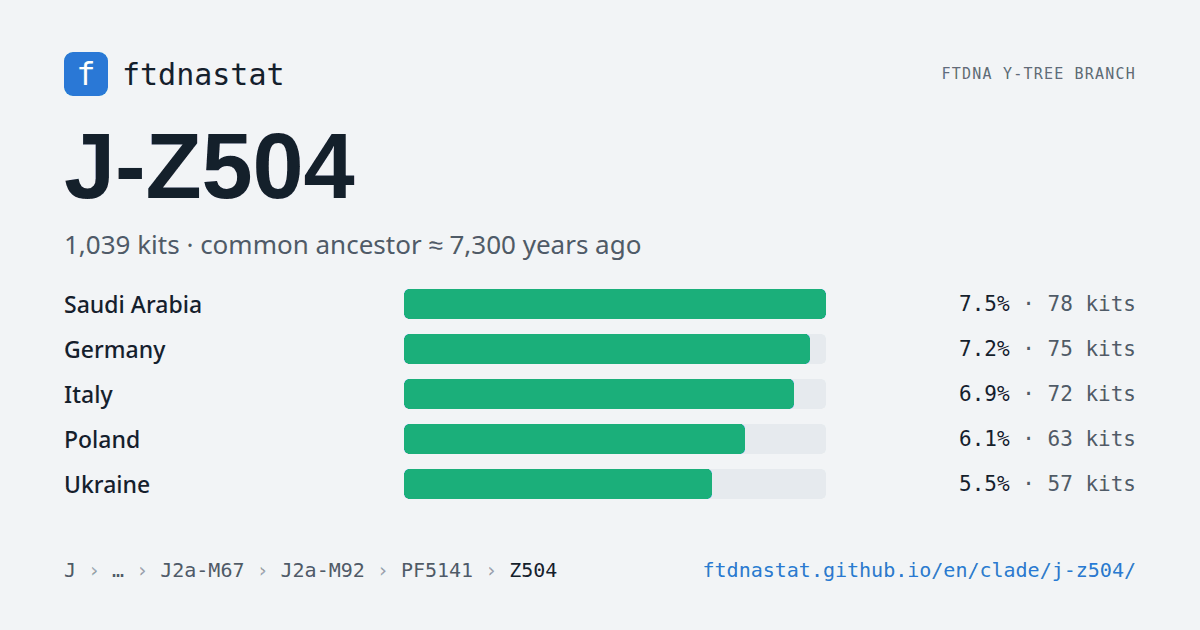 f ftdnastat
FTDNA Y-TREE BRANCH
J-Z504
1,039 kits · common ancestor ≈ 7,300 years ago
Saudi Arabia 7.5% · 78 kits
Germany 7.2% · 75 kits
Italy 6.9% · 72 kits
Poland 6.1% · 63 kits
Ukraine 5.5% · 57 kits
J › … › J2a-M67 › J2a-M92 › PF5141 › Z504
ftdnastat.github.io/en/clade/j-z504/